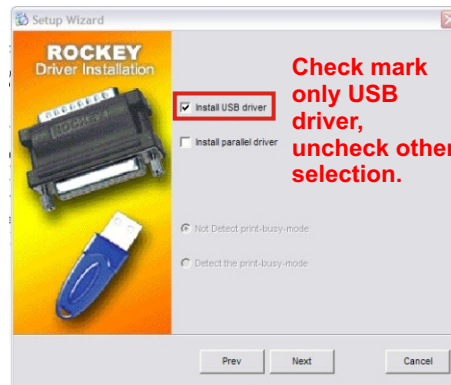 Setup Wizard
ROCKEY
Driver Installation
Install USB driver
Install parallel driver
Check mark
only USB
driver,
uncheck other
selection.
Not Detect print-busy-mode
Detect the print-busy-mode
Prev
Next
Cancel